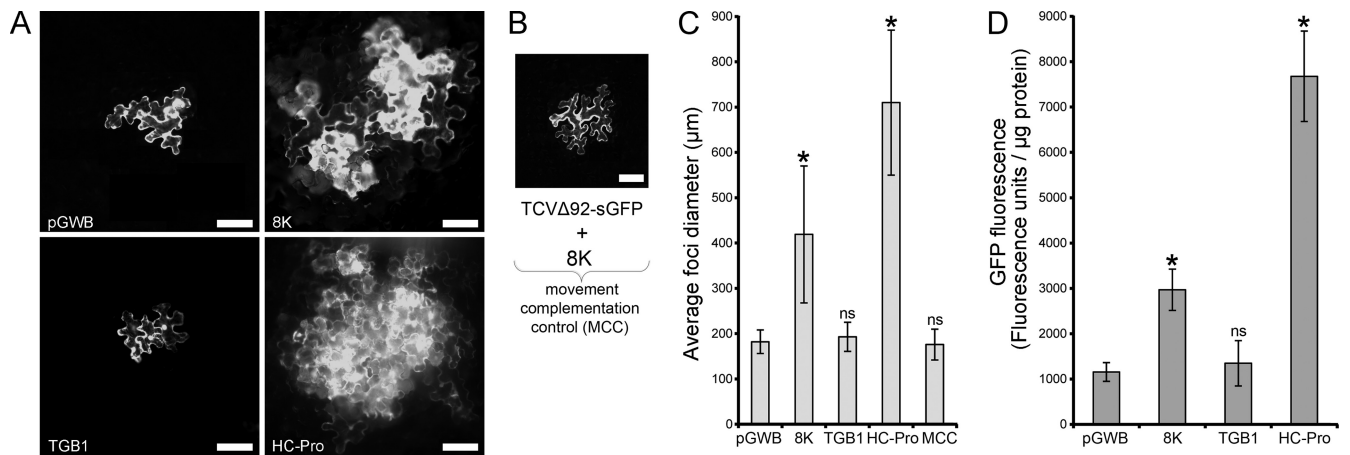 A
pGWB
8K
TGB1
HC-Pro
B
TCVΔ92-sGFP
+
8K
movement
complementation
control (MCC)
C
Average foci diameter (μm)
900
800
700
600
500
400
300
200
100
0
*
*
ns
ns
pGWB 8K TGB1 HC-Pro MCC
D
GFP fluorescence
(Fluorescence units / μg protein)
9000
8000
7000
6000
5000
4000
3000
2000
1000
0
*
*
ns
pGWB 8K TGB1 HC-Pro